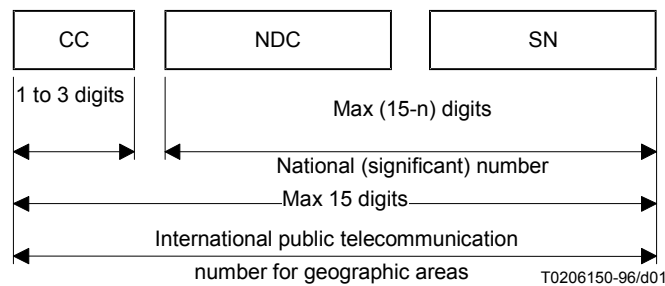 CC NDC SN
1 to 3 digits
Max (15-n) digits
National (significant) number
Max 15 digits
International public telecommunication
number for geographic areas
T0206150-96/d01